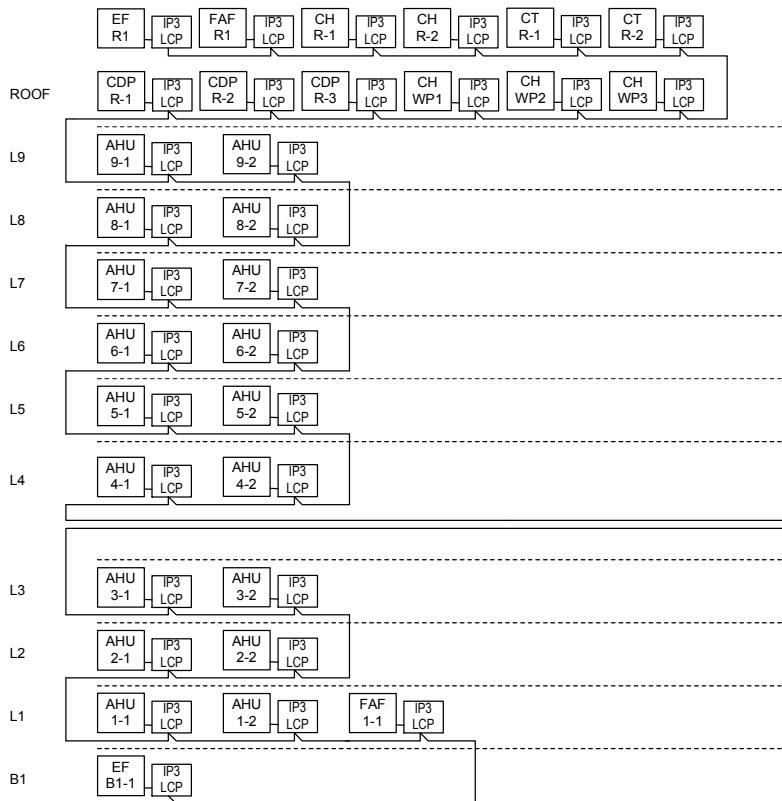 EF R1 IP3 LCP FAF R1 IP3 LCP CH R-1 IP3 LCP CH R-2 IP3 LCP CT R-1 IP3 LCP CT R-2 IP3 LCP
ROOF CDP R-1 IP3 LCP CDP R-2 IP3 LCP CDP R-3 IP3 LCP CH WP1 IP3 LCP CH WP2 IP3 LCP CH WP3 IP3 LCP
L9 AHU 9-1 IP3 LCP AHU 9-2 IP3 LCP
L8 AHU 8-1 IP3 LCP AHU 8-2 IP3 LCP
L7 AHU 7-1 IP3 LCP AHU 7-2 IP3 LCP
L6 AHU 6-1 IP3 LCP AHU 6-2 IP3 LCP
L5 AHU 5-1 IP3 LCP AHU 5-2 IP3 LCP
L4 AHU 4-1 IP3 LCP AHU 4-2 IP3 LCP
L3 AHU 3-1 IP3 LCP AHU 3-2 IP3 LCP
L2 AHU 2-1 IP3 LCP AHU 2-2 IP3 LCP
L1 AHU 1-1 IP3 LCP AHU 1-2 IP3 LCP FAF 1-1 IP3 LCP
B1 EF B1-1 IP3 LCP